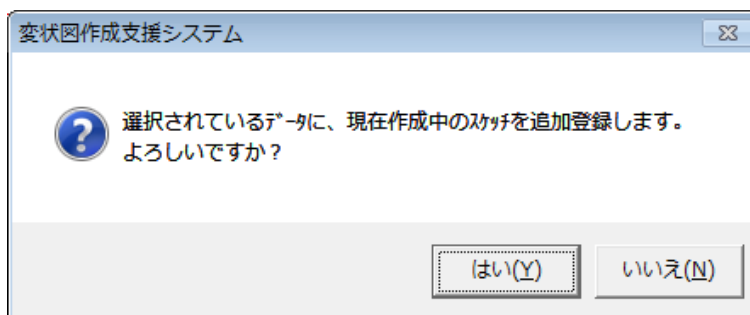 変状図作成支援システム
選択されているﾃﾞｰﾀに、現在作成中のｽｹｯﾁを追加登録します。
よろしいですか？
はい(Y)
いいえ(N)